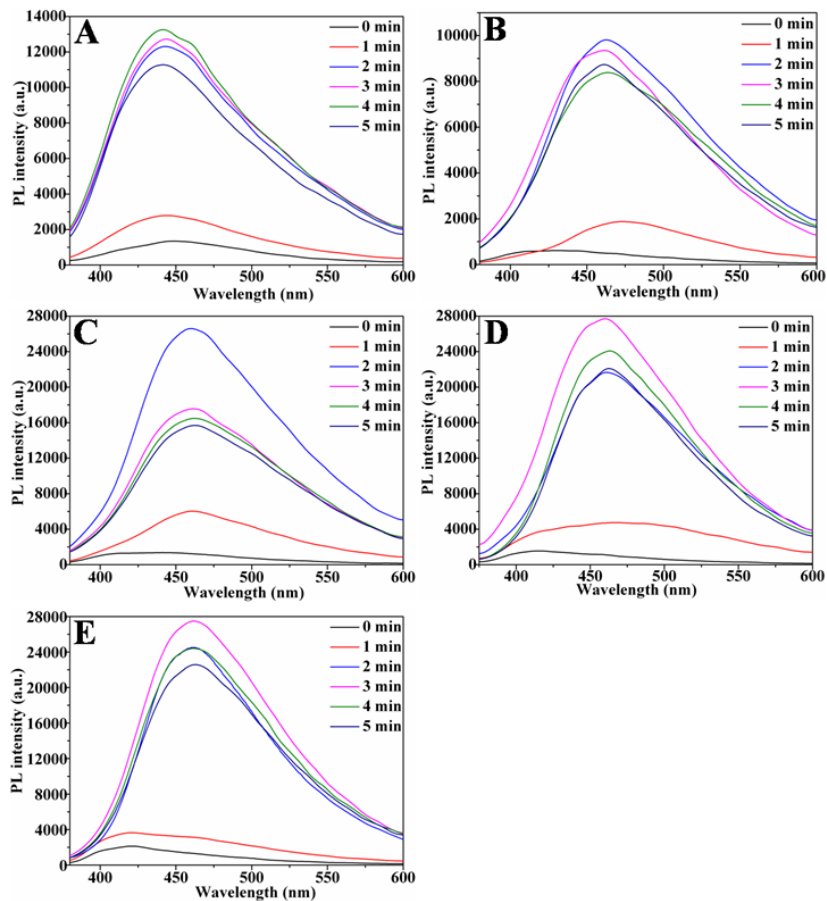 A
14000
12000
10000
8000
6000
4000
2000
0
PL intensity (a.u.)
400 450 500 550 600
Wavelength (nm)
0 min
1 min
2 min
3 min
4 min
5 min
B
10000
8000
6000
4000
2000
0
PL intensity (a.u.)
400 450 500 550 600
Wavelength (nm)
0 min
1 min
2 min
3 min
4 min
5 min
C
28000
24000
20000
16000
12000
8000
4000
0
PL intensity (a.u.)
400 450 500 550 600
Wavelength (nm)
0 min
1 min
2 min
3 min
4 min
5 min
D
28000
24000
20000
16000
12000
8000
4000
0
PL intensity (a.u.)
400 450 500 550 600
Wavelength (nm)
0 min
1 min
2 min
3 min
4 min
5 min
E
28000
24000
20000
16000
12000
8000
4000
0
PL intensity (a.u.)
400 450 500 550 600
Wavelength (nm)
0 min
1 min
2 min
3 min
4 min
5 min